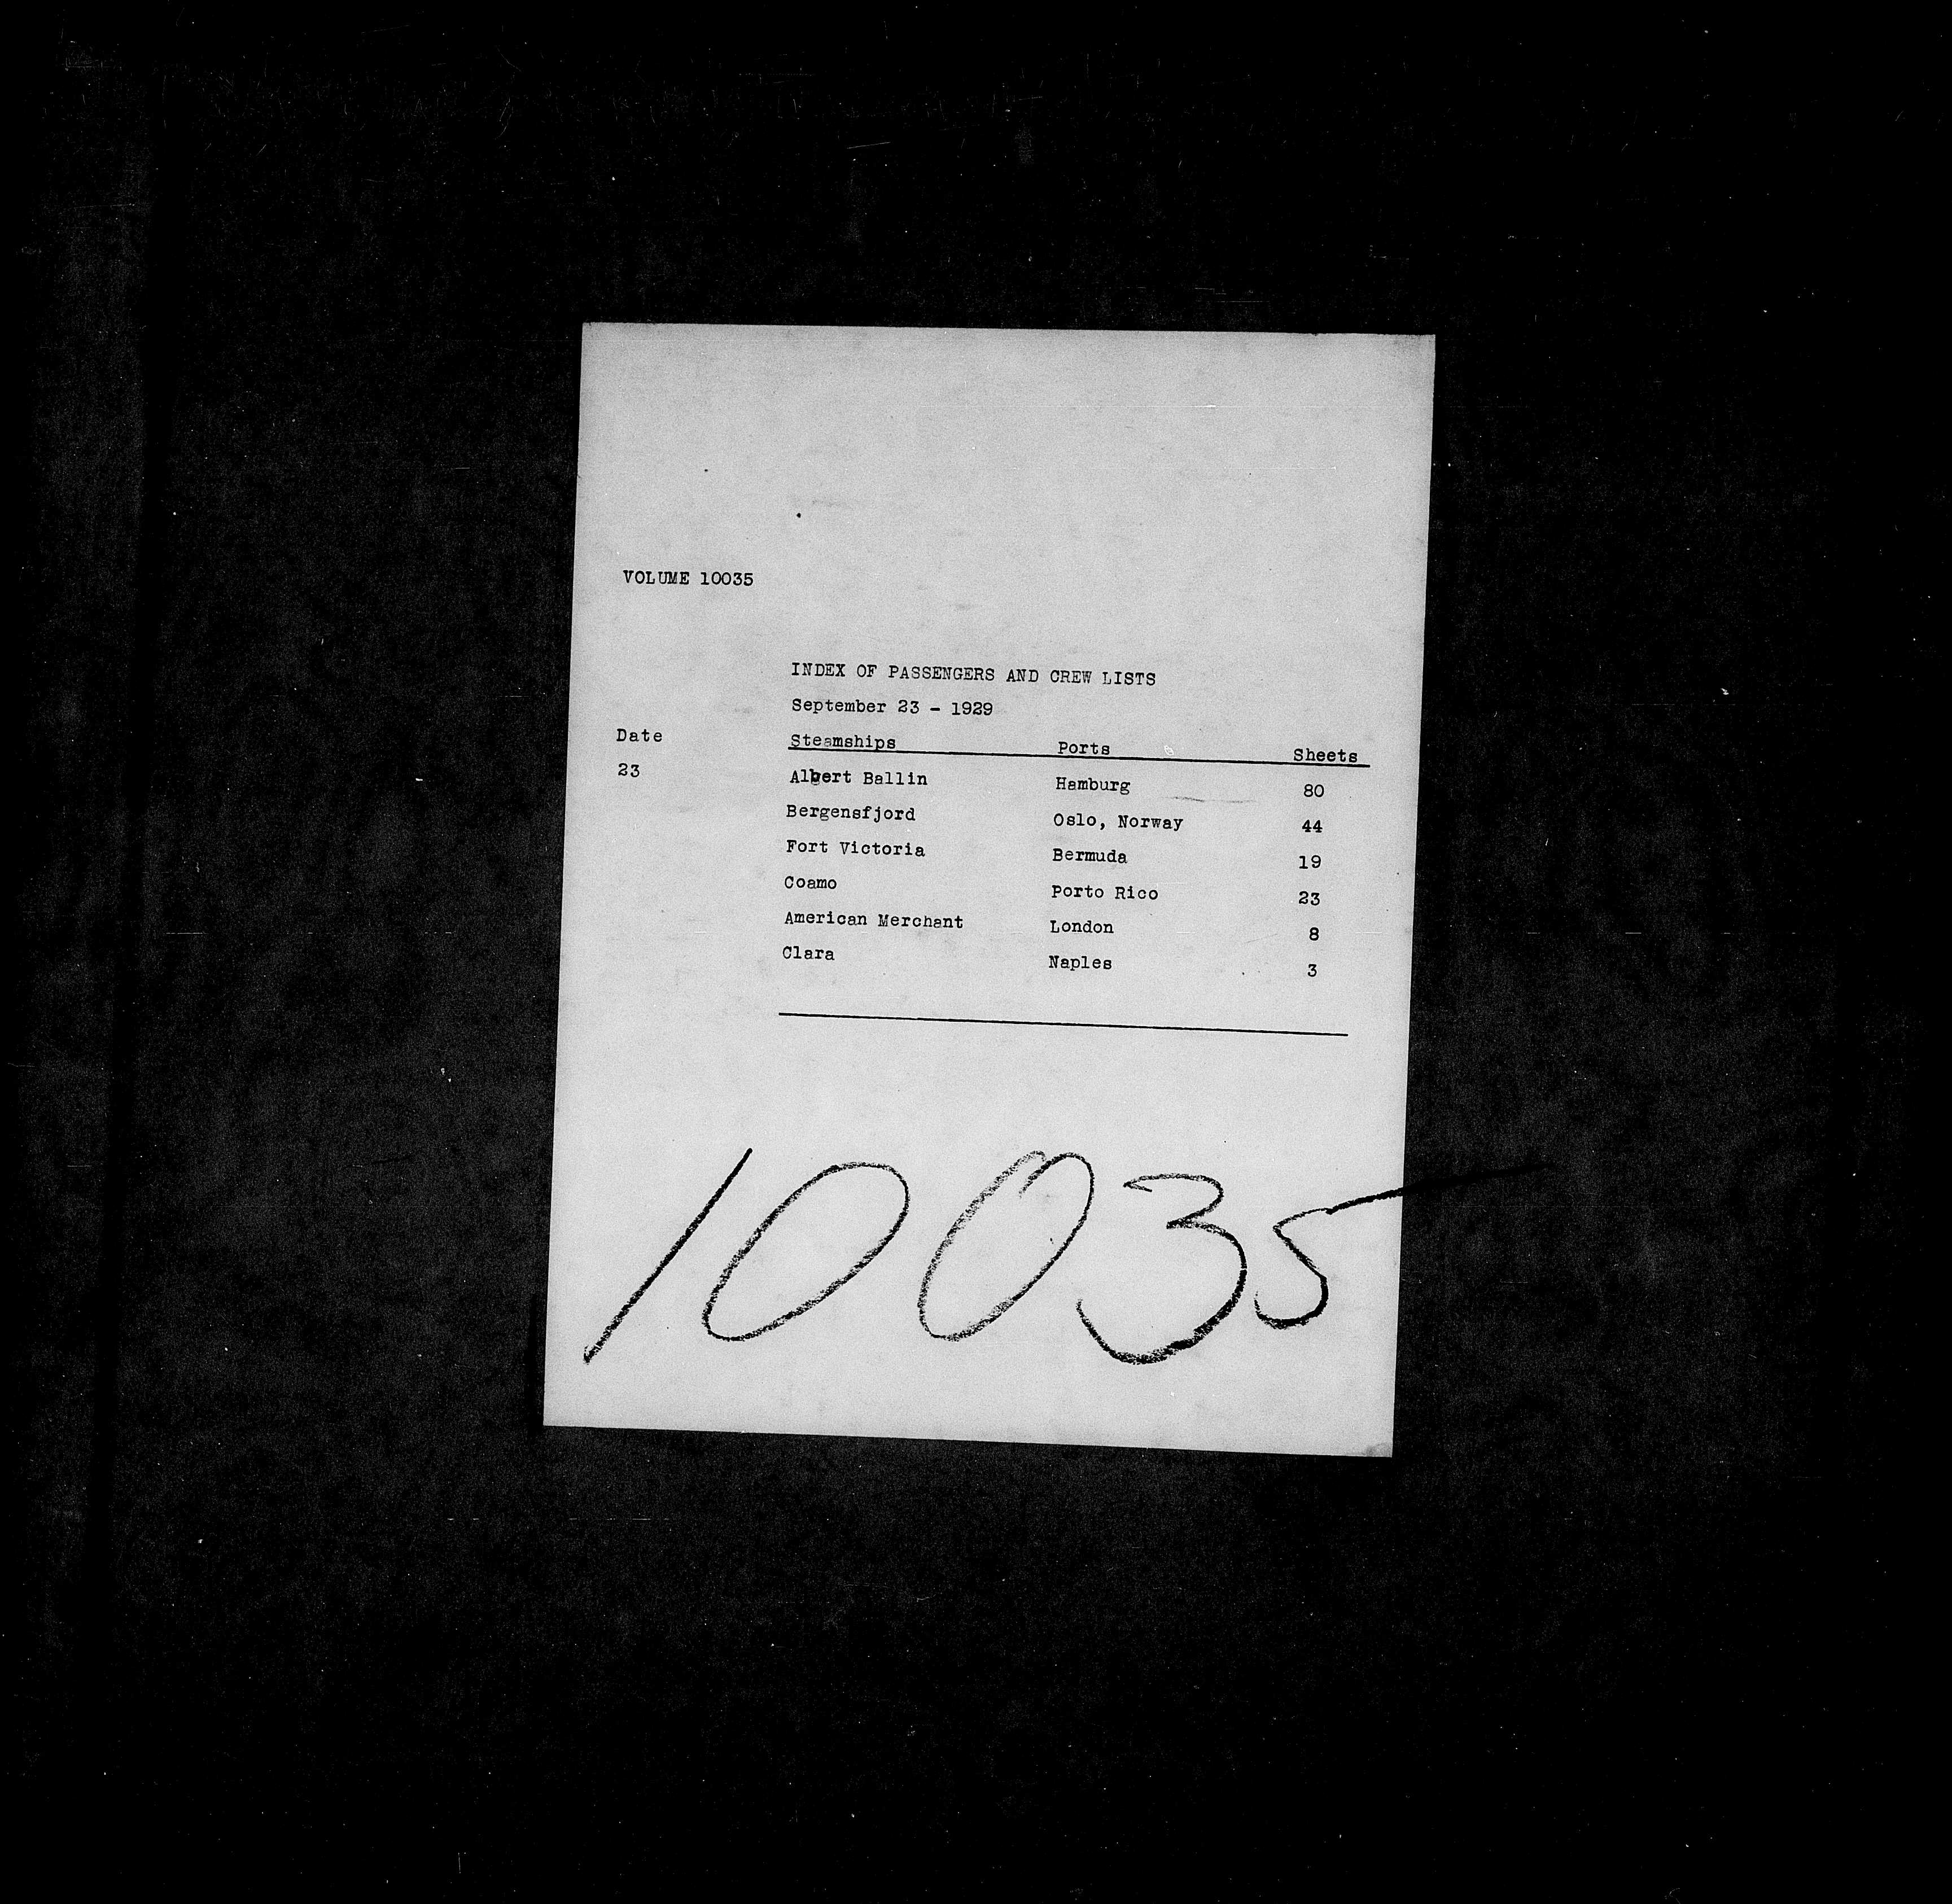 VOLUME 10035
INDEX OF PASSENGERS AND CREW LISTS
September 23 - 1929
Date Steamships Ports Sheets
23 Albert Ballin Hamburg 80
Bergensfjord Oslo, Norway 44
Fort Victoria Bermuda 19
Coamo Porto Rico 23
American Merchant London 8
Clara Naples 3
10035